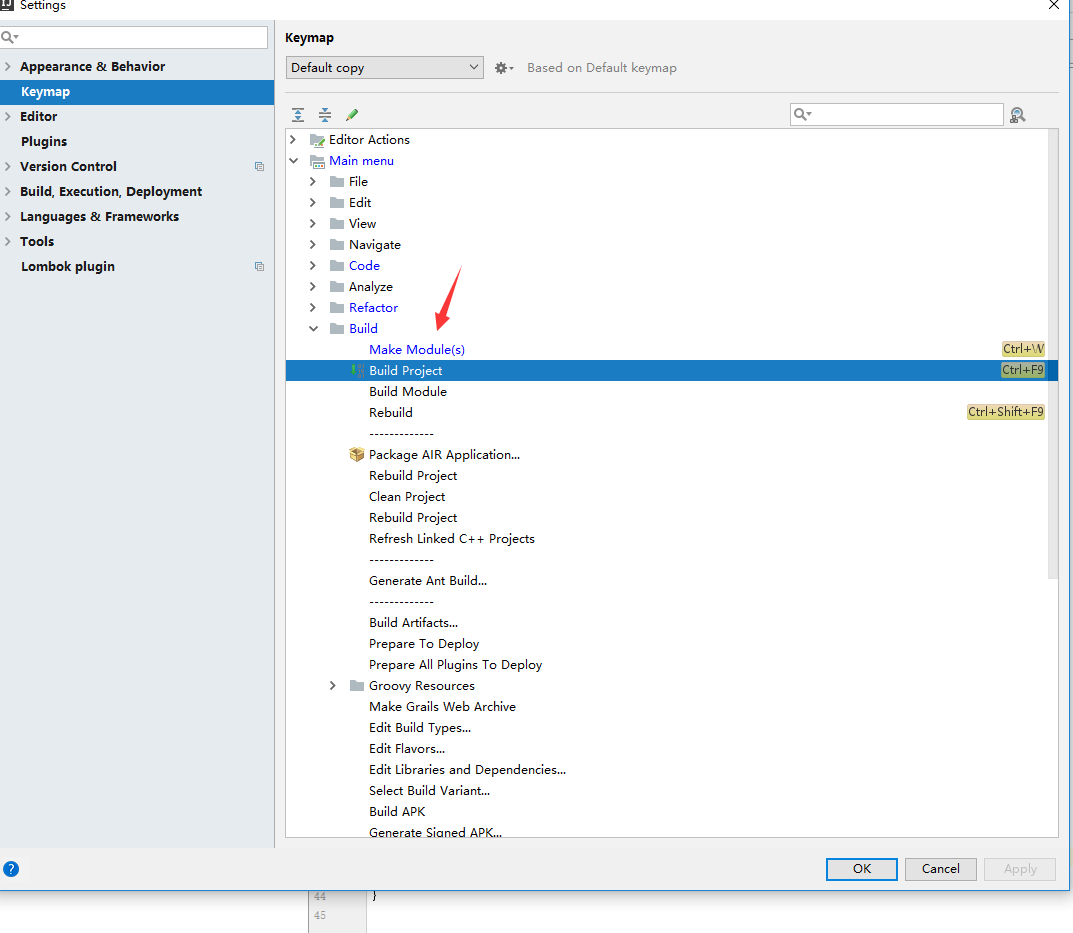 Settings
Keymap
Default copy
Based on Default keymap
Appearance & Behavior
Keymap
Editor
Plugins
Version Control
Build, Execution, Deployment
Languages & Frameworks
Tools
Lombok plugin
Editor Actions
Main menu
File
Edit
View
Navigate
Code
Analyze
Refactor
Build
Make Module(s) Ctrl+W
Build Project Ctrl+F9
Build Module
Rebuild Ctrl+Shift+F9
-------------
Package AIR Application...
Rebuild Project
Clean Project
Rebuild Project
Refresh Linked C++ Projects
-------------
Generate Ant Build...
-------------
Build Artifacts...
Prepare To Deploy
Prepare All Plugins To Deploy
Groovy Resources
Make Grails Web Archive
Edit Build Types...
Edit Flavors...
Edit Libraries and Dependencies...
Select Build Variant...
Build APK
Generate Signed APK...
?
OK Cancel Apply
44 }
45